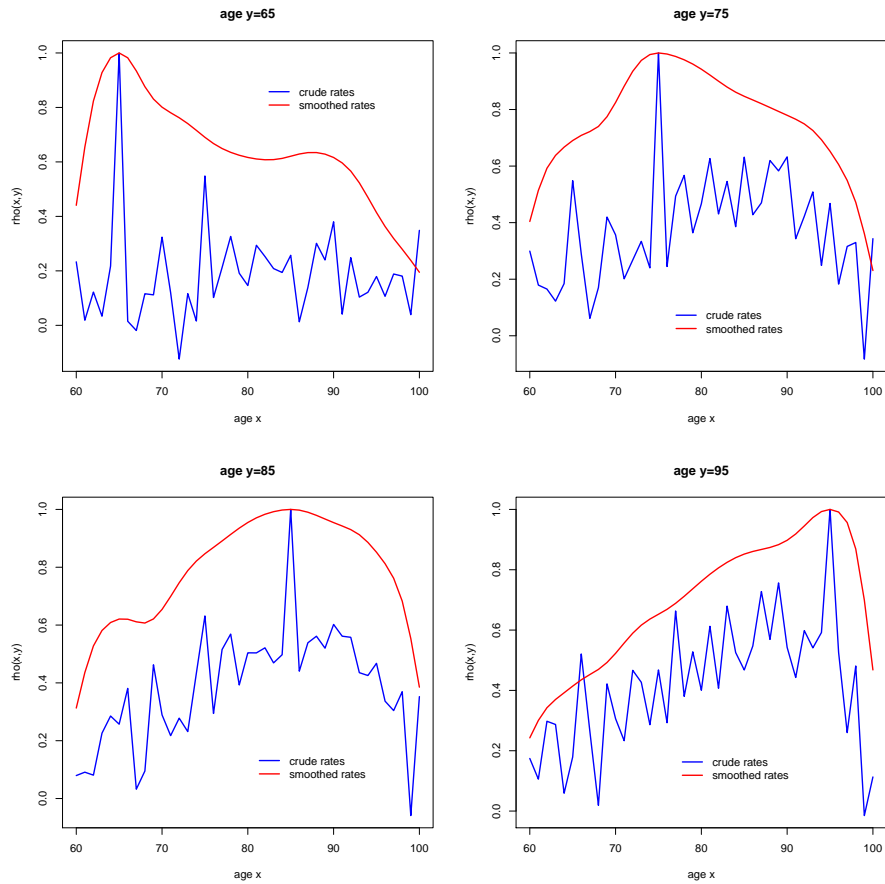 age y=65
rho(x,y)
1.0
0.8
0.6
0.4
0.2
0.0
crude rates
smoothed rates
60 70 80 90 100
age x
age y=75
rho(x,y)
1.0
0.8
0.6
0.4
0.2
0.0
crude rates
smoothed rates
60 70 80 90 100
age x
age y=85
rho(x,y)
1.0
0.8
0.6
0.4
0.2
0.0
crude rates
smoothed rates
60 70 80 90 100
age x
age y=95
rho(x,y)
1.0
0.8
0.6
0.4
0.2
0.0
crude rates
smoothed rates
60 70 80 90 100
age x